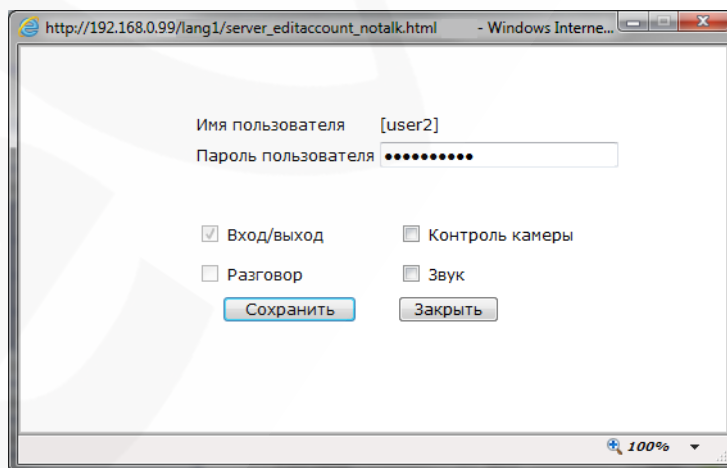 http://192.168.0.99/lang1/server_editaccount_notalk.html - Windows Interne...
Имя пользователя [user2]
Пароль пользователя ••••••••••
Вход/выход Контроль камеры
Разговор Звук
Сохранить Закрыть
100%